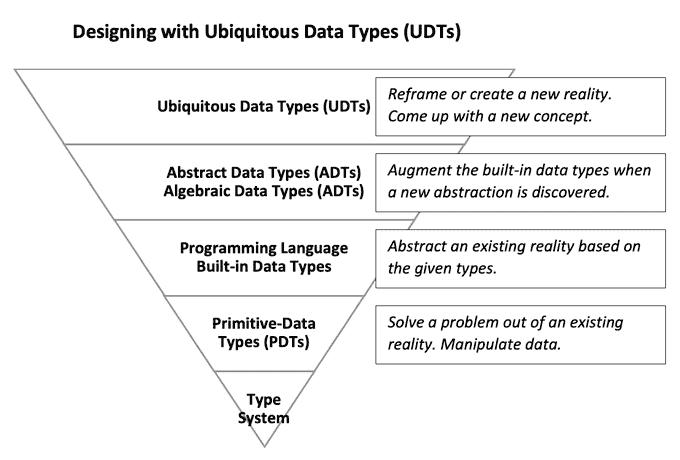 Designing with Ubiquitous Data Types (UDTs)
Ubiquitous Data Types (UDTs)
Reframe or create a new reality.
Come up with a new concept.
Abstract Data Types (ADTs)
Algebraic Data Types (ADTs)
Augment the built-in data types when
a new abstraction is discovered.
Programming Language
Built-in Data Types
Abstract an existing reality based on
the given types.
Primitive-Data
Types (PDTs)
Solve a problem out of an existing
reality. Manipulate data.
Type
System